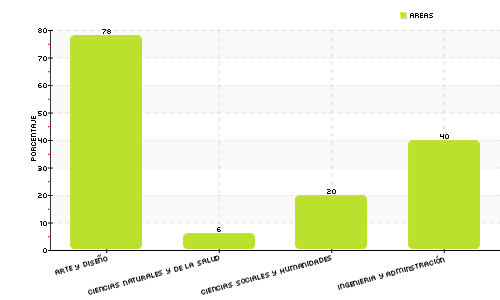 AREAS
PORCENTAJE
80
70
60
50
40
30
20
10
0
78
6
20
40
ARTE Y DISEÑO
CIENCIAS NATURALES Y DE LA SALUD
CIENCIAS SOCIALES Y HUMANIDADES
INGENIERIA Y ADMINSTRACIÓN